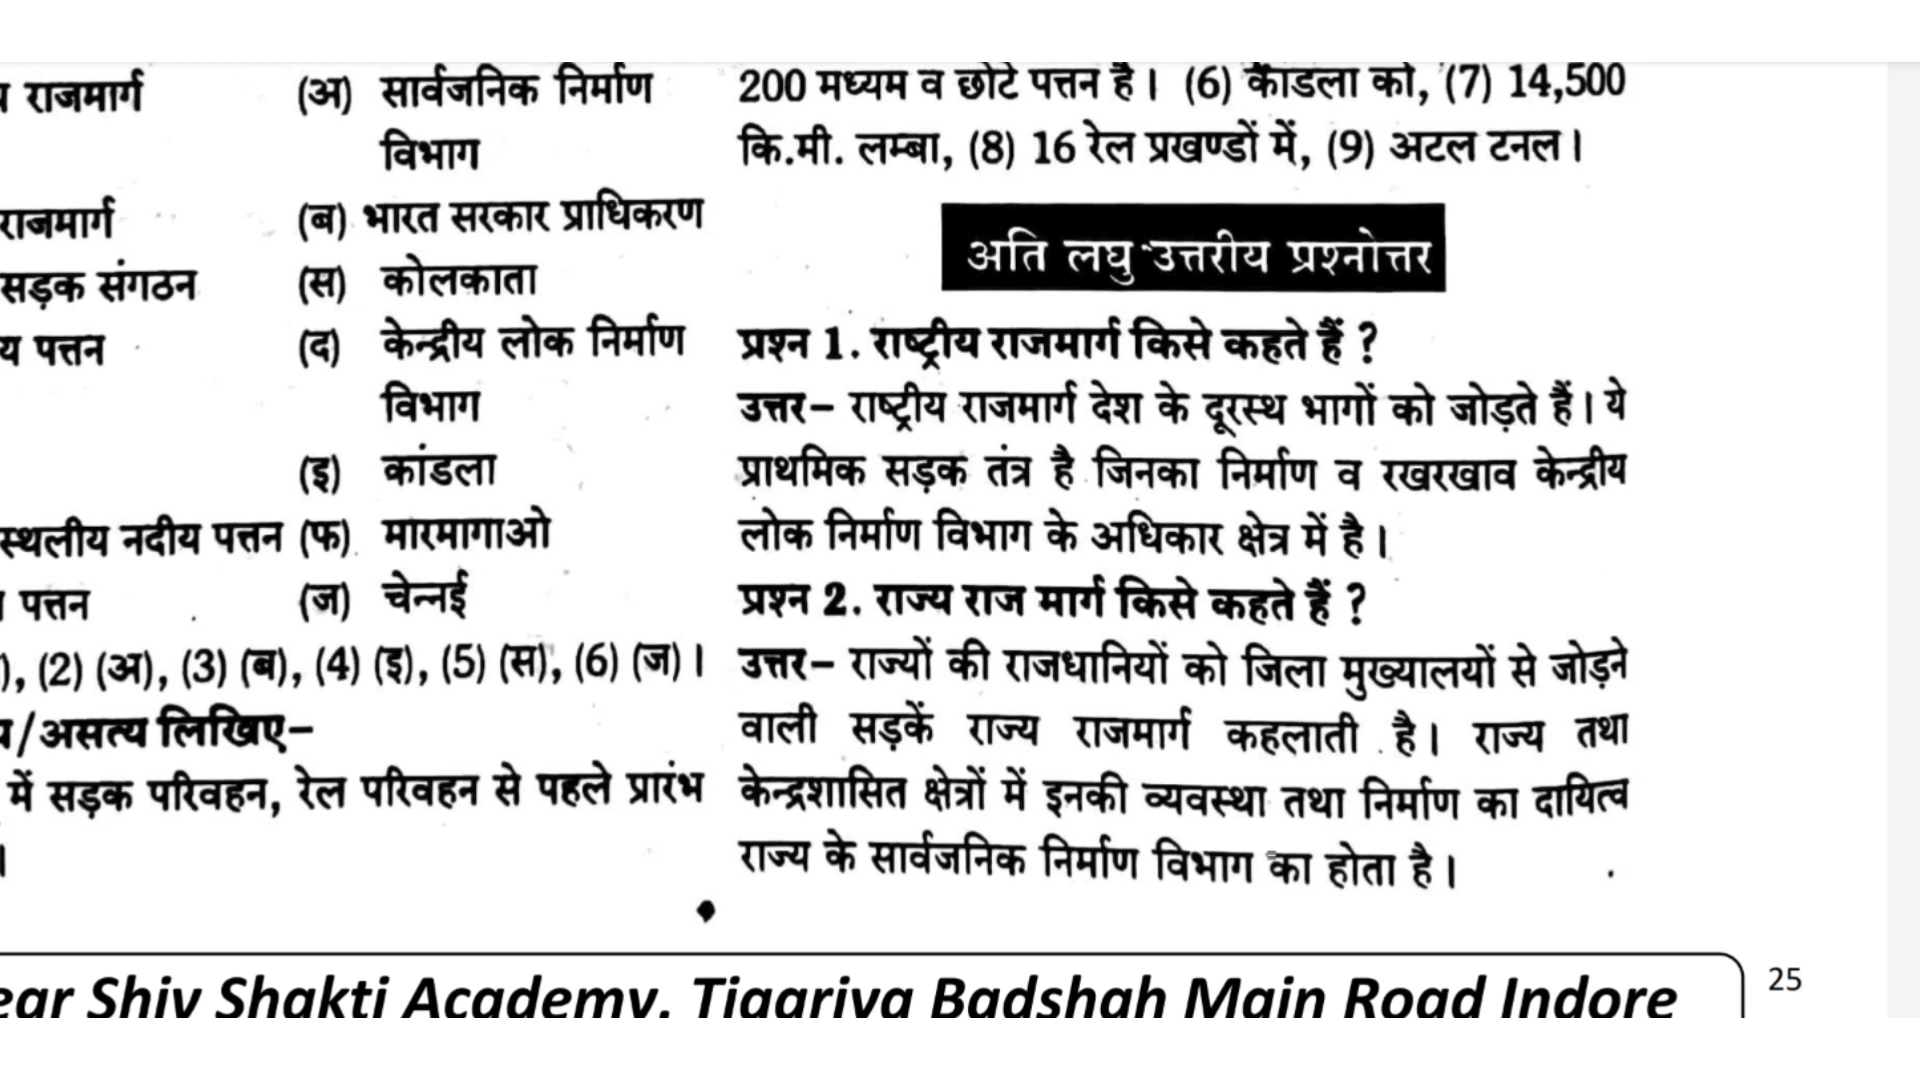 राजमार्ग (अ) सार्वजनिक निर्माण
विभाग
राजमार्ग (ब) भारत सरकार प्राधिकरण
सड़क संगठन (स) कोलकाता
य पत्तन (द) केन्द्रीय लोक निर्माण
विभाग
(इ) कांडला
स्थलीय नदीय पत्तन (फ) मारमागाओ
पत्तन (ज) चेन्नई
), (2) (अ), (3) (ब), (4) (इ), (5) (स), (6) (ज)।
/असत्य लिखिए–
में सड़क परिवहन, रेल परिवहन से पहले प्रारंभ
।
200 मध्यम व छोटे पत्तन है। (6) कांडला को, (7) 14,500
कि.मी. लम्बा, (8) 16 रेल प्रखण्डों में, (9) अटल टनल।
अति लघु उत्तरीय प्रश्नोत्तर
प्रश्न 1. राष्ट्रीय राजमार्ग किसे कहते हैं ?
उत्तर– राष्ट्रीय राजमार्ग देश के दूरस्थ भागों को जोड़ते हैं। ये
प्राथमिक सड़क तंत्र है जिनका निर्माण व रखरखाव केन्द्रीय
लोक निर्माण विभाग के अधिकार क्षेत्र में है।
प्रश्न 2. राज्य राज मार्ग किसे कहते हैं ?
उत्तर– राज्यों की राजधानियों को जिला मुख्यालयों से जोड़ने
वाली सड़कें राज्य राजमार्ग कहलाती है। राज्य तथा
केन्द्रशासित क्षेत्रों में इनकी व्यवस्था तथा निर्माण का दायित्व
राज्य के सार्वजनिक निर्माण विभाग का होता है।
ear Shiv Shakti Academy, Tigariya Badshah Main Road Indore
25